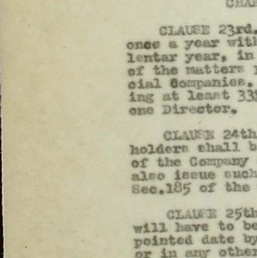 CHA
CLAUSE 23rd.
once a year with
lentar year, in
of the matters
cial Companies.
ing at least 33
one Director.
CLAUSE 24th
holders shall b
of the Company
also issue such
Sec.185 of the
CLAUSE 25th
will have to be
pointed date by
or in any other